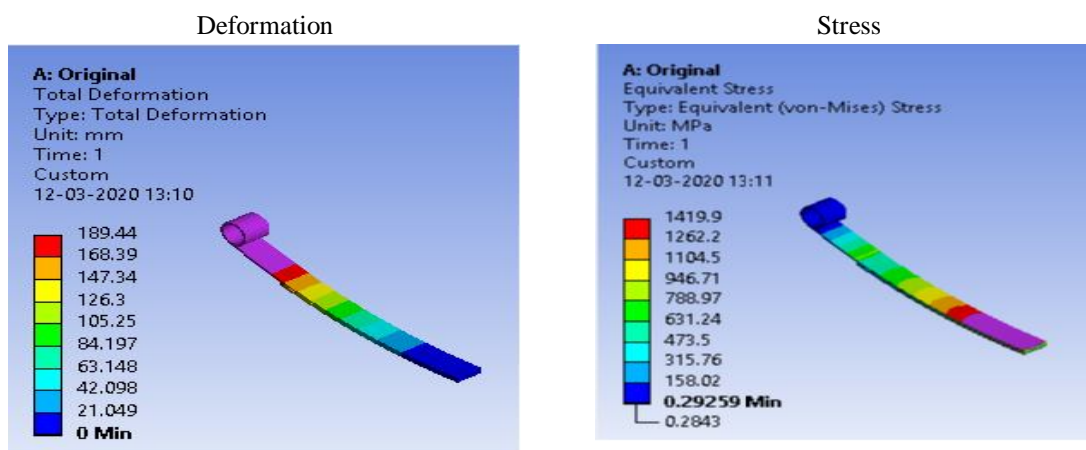 Deformation
A: Original
Total Deformation
Type: Total Deformation
Unit: mm
Time: 1
Custom
12-03-2020 13:10
189.44
168.39
147.34
126.3
105.25
84.197
63.148
42.098
21.049
0 Min
Stress
A: Original
Equivalent Stress
Type: Equivalent (von-Mises) Stress
Unit: MPa
Time: 1
Custom
12-03-2020 13:11
1419.9
1262.2
1104.5
946.71
788.97
631.24
473.5
315.76
158.02
0.29259 Min
0.2843